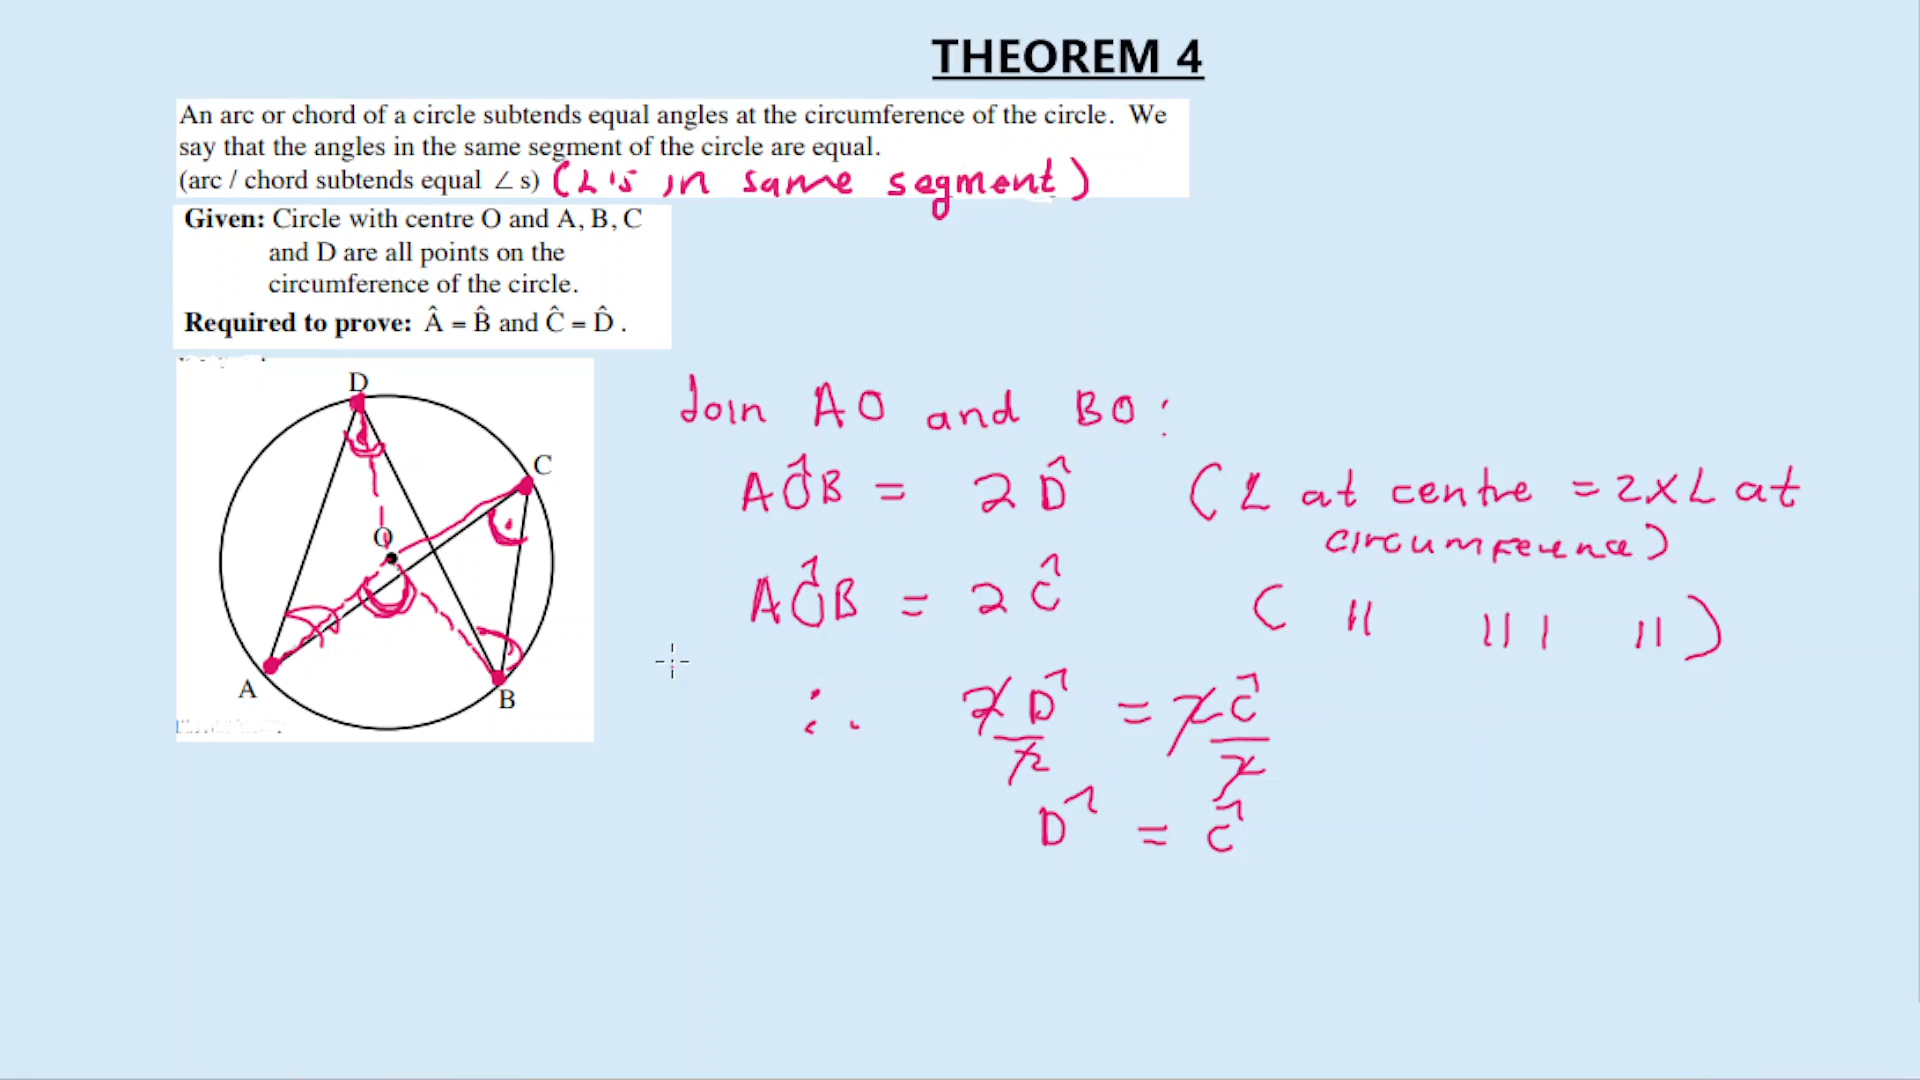 THEOREM 4
An arc or chord of a circle subtends equal angles at the circumference of the circle. We
say that the angles in the same segment of the circle are equal.
(arc / chord subtends equal ∠ s) (∠'s in same segment)
Given: Circle with centre O and A, B, C
and D are all points on the
circumference of the circle.
Required to prove: Â = B̂ and Ĉ = D̂ .
D
C
O
A
B
Join AO and BO :
AÔB = 2D̂ (∠ at centre = 2x∠ at
circumference)
AÔB = 2Ĉ ( " " " )
∴ 2D̂/2 = 2Ĉ/2
D̂ = Ĉ